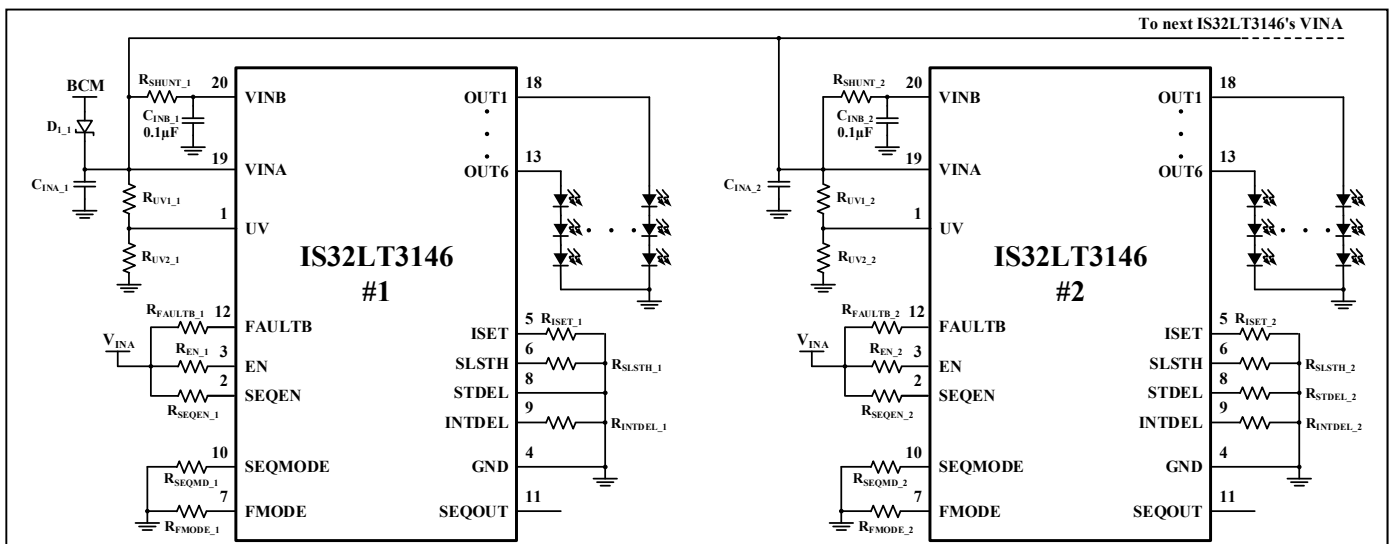 To next IS32LT3146's VINA
BCM
D1_1
CINA_1
RSHUNT_1
CINB_1
0.1µF
RUV1_1
RUV2_1
20
VINB
19
VINA
1
UV
RFAULTB_1
12
FAULTB
VINA
REN_1
3
EN
2
SEQEN
RSEQEN_1
10
SEQMODE
RSEQMD_1
7
FMODE
RFMODE_1
IS32LT3146
#1
18
OUT1
13
OUT6
5
ISET
RISET_1
6
SLSTH
RSLSTH_1
8
STDEL
9
INTDEL
RINTDEL_1
4
GND
11
SEQOUT
CINA_2
RSHUNT_2
CINB_2
0.1µF
RUV1_2
RUV2_2
20
VINB
19
VINA
1
UV
RFAULTB_2
12
FAULTB
VINA
REN_2
3
EN
2
SEQEN
RSEQEN_2
10
SEQMODE
RSEQMD_2
7
FMODE
RFMODE_2
IS32LT3146
#2
18
OUT1
13
OUT6
5
ISET
RISET_2
6
SLSTH
RSLSTH_2
8
STDEL
RSTDEL_2
9
INTDEL
RINTDEL_2
4
GND
11
SEQOUT